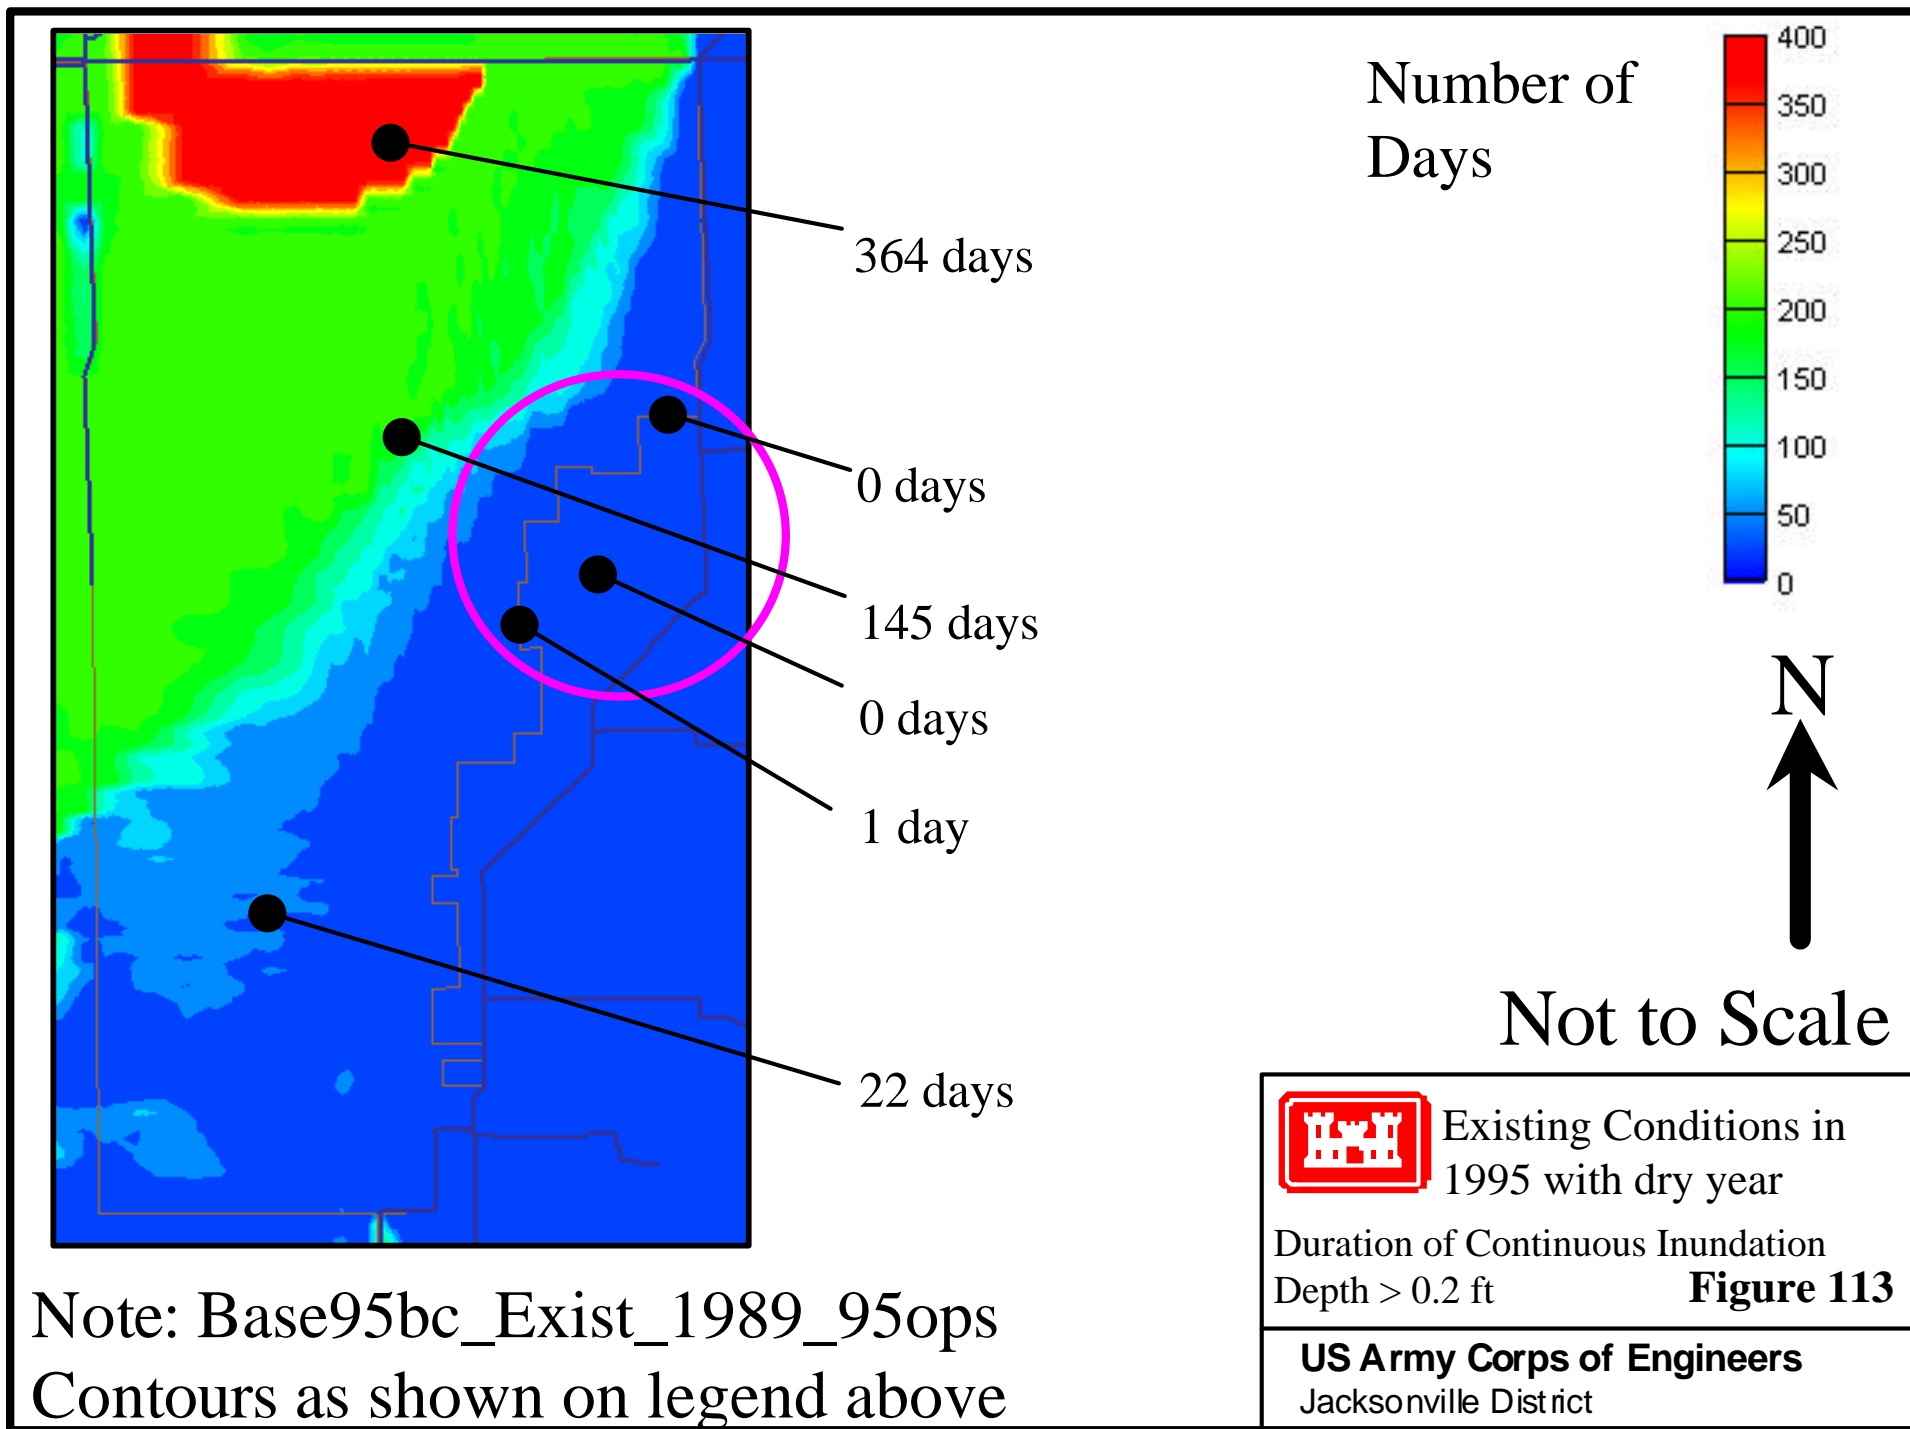 Number of
Days
400
350
300
250
200
150
100
50
0
364 days
0 days
145 days
0 days
1 day
22 days
N
Not to Scale
Existing Conditions in
1995 with dry year
Duration of Continuous Inundation
Depth > 0.2 ft Figure 113
US Army Corps of Engineers
Jacksonville District
Note: Base95bc_Exist_1989_95ops
Contours as shown on legend above